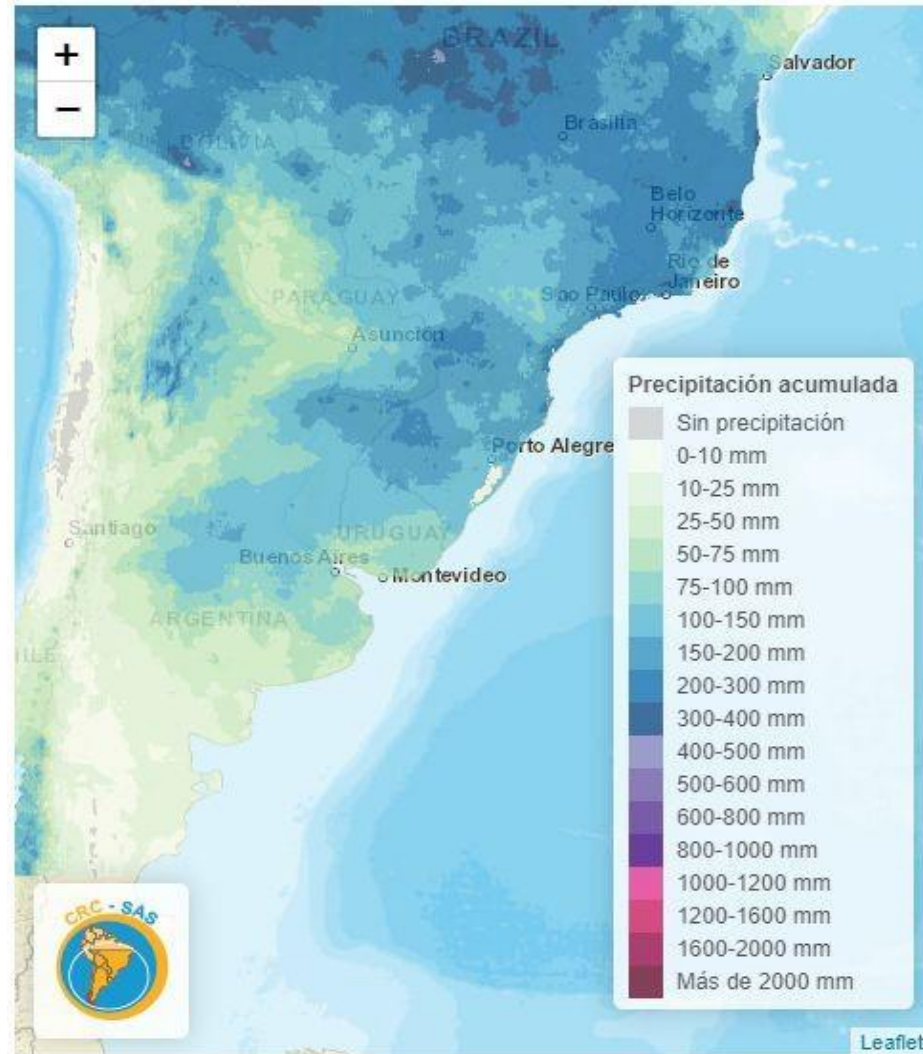 +
−
BRAZIL
Salvador
BOLIVIA
Brasilia
Belo
Horizonte
Rio de
Janeiro
Sao Paulo
PARAGUAY
Asunción
Porto Alegre
Santiago
URUGUAY
Buenos Aires
Montevideo
ARGENTINA
HILE
Precipitación acumulada
Sin precipitación
0-10 mm
10-25 mm
25-50 mm
50-75 mm
75-100 mm
100-150 mm
150-200 mm
200-300 mm
300-400 mm
400-500 mm
500-600 mm
600-800 mm
800-1000 mm
1000-1200 mm
1200-1600 mm
1600-2000 mm
Más de 2000 mm
CRC - SAS
Leaflet